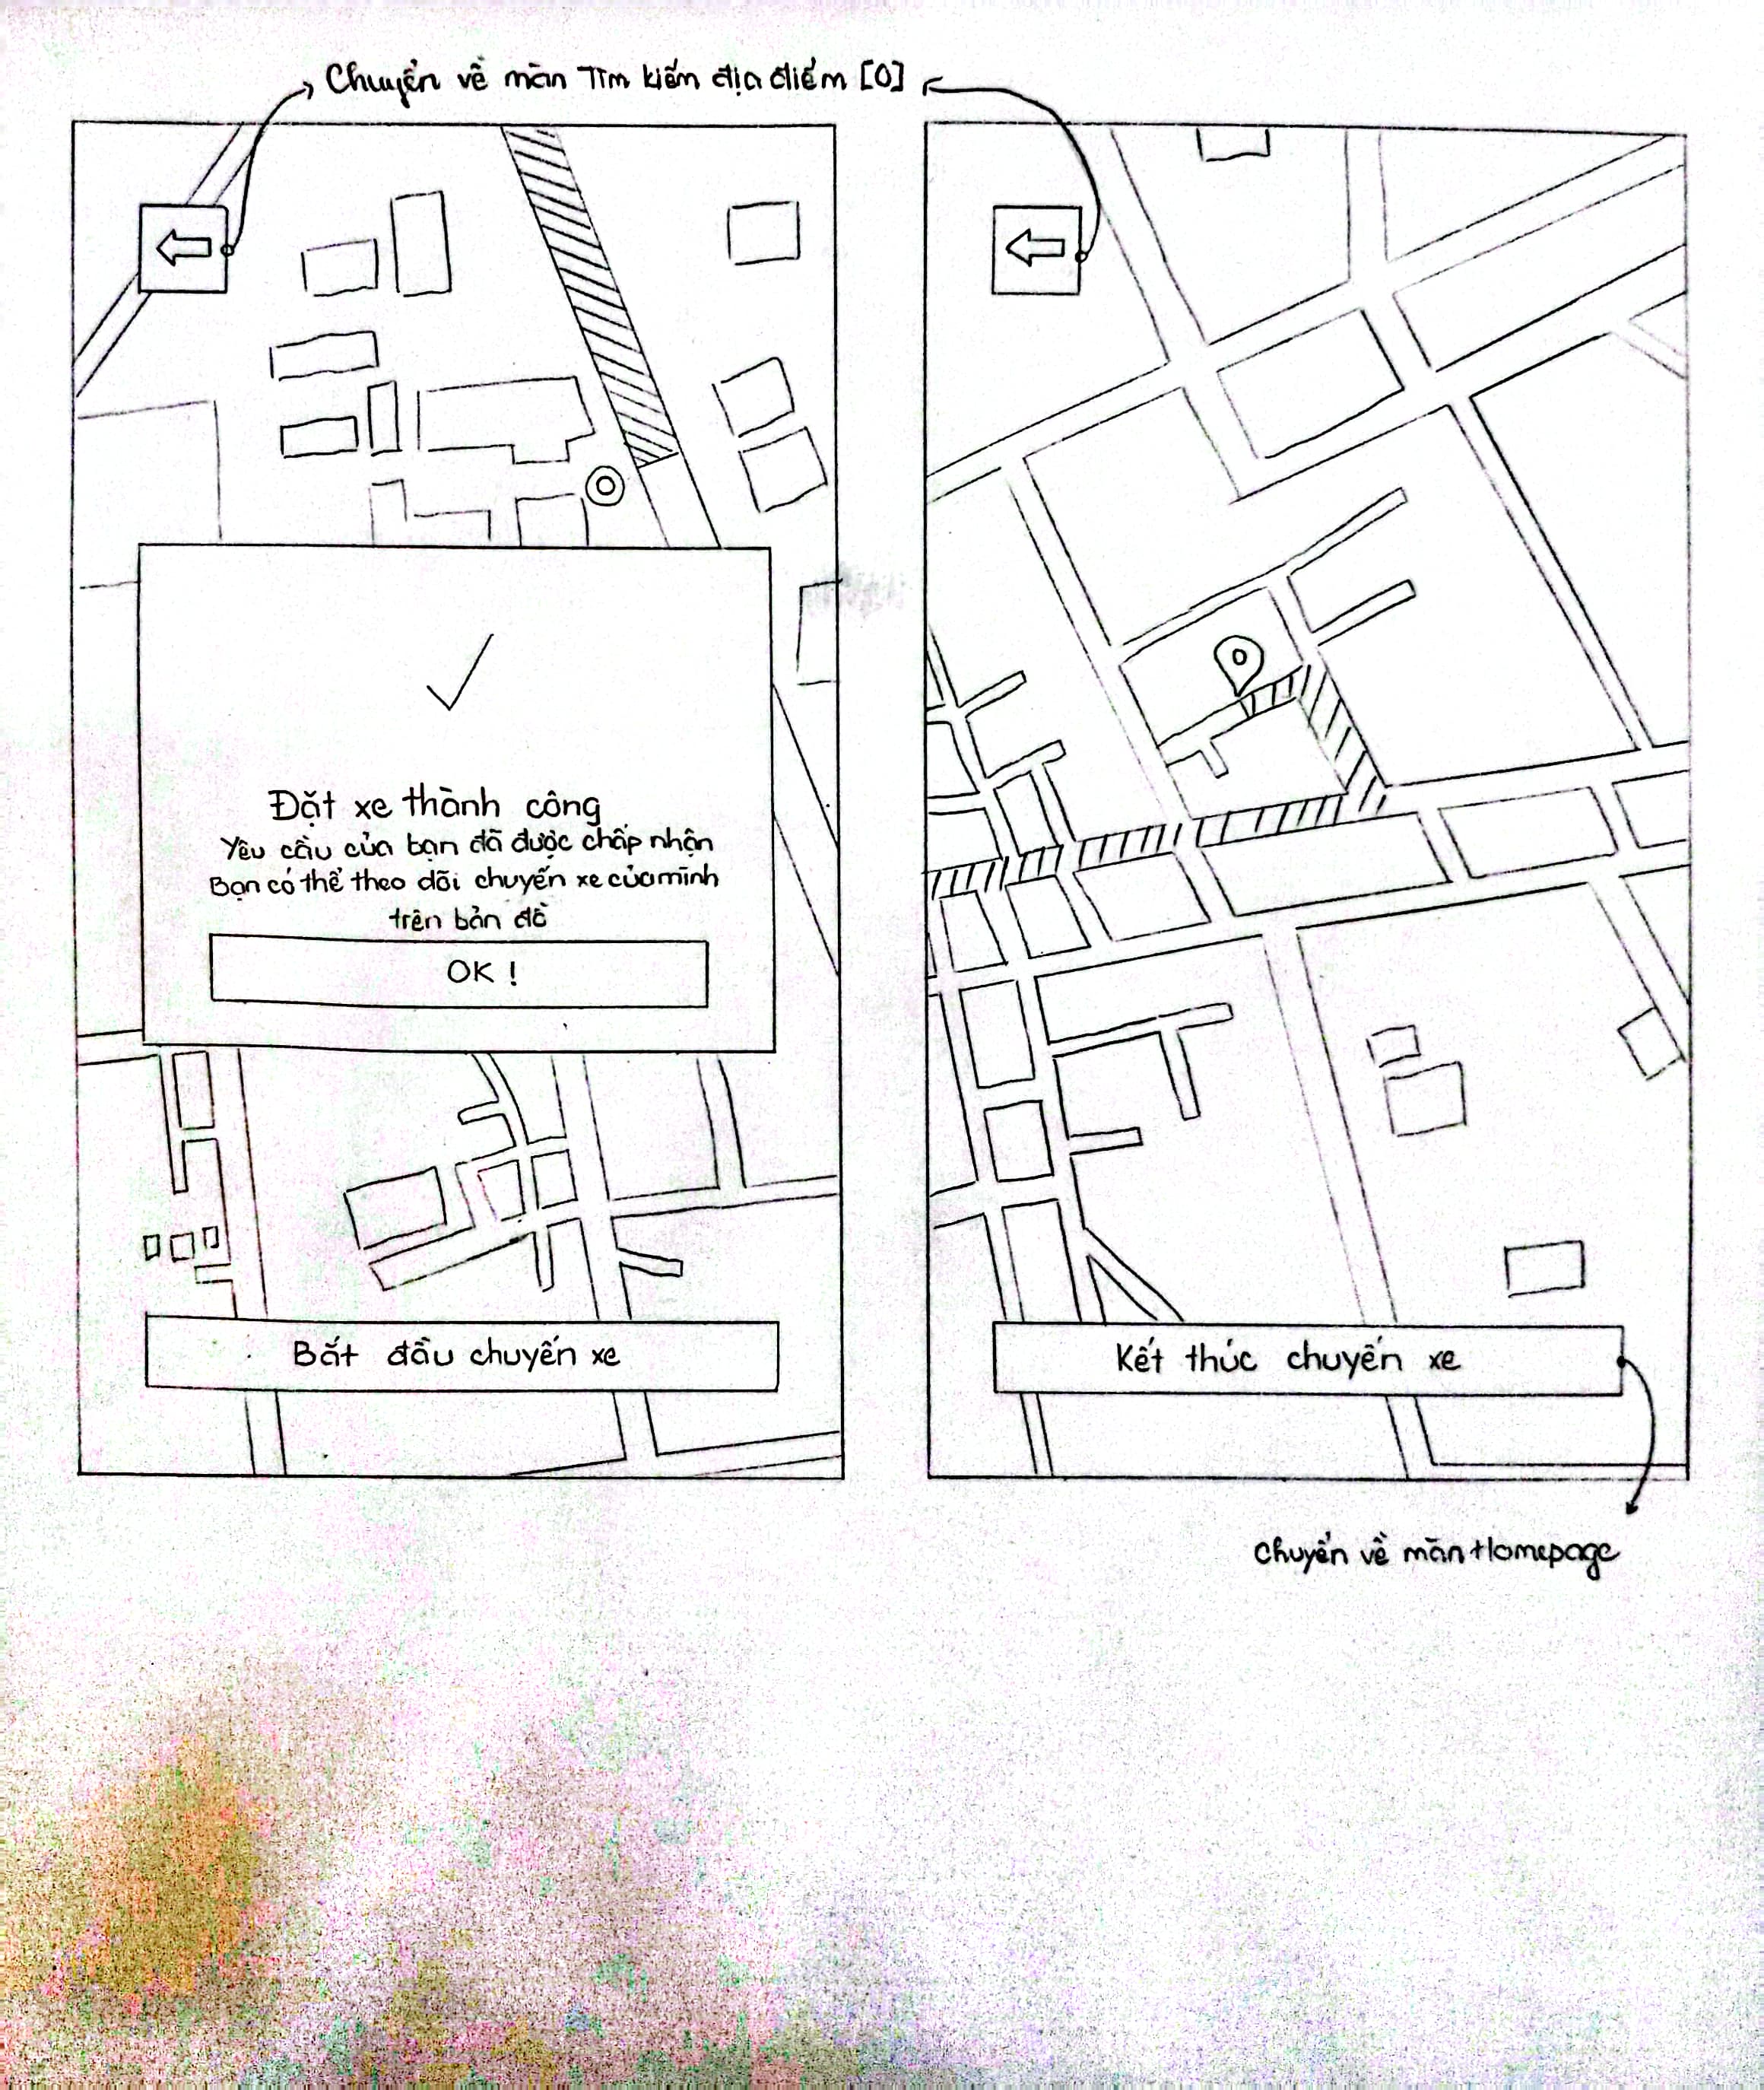 Chuyển về màn Tìm kiếm địa điểm [0]
Đặt xe thành công
Yêu cầu của bạn đã được chấp nhận
Bạn có thể theo dõi chuyến xe của mình
trên bản đồ
OK !
Bắt đầu chuyến xe
Kết thúc chuyến xe
Chuyển về màn Homepage